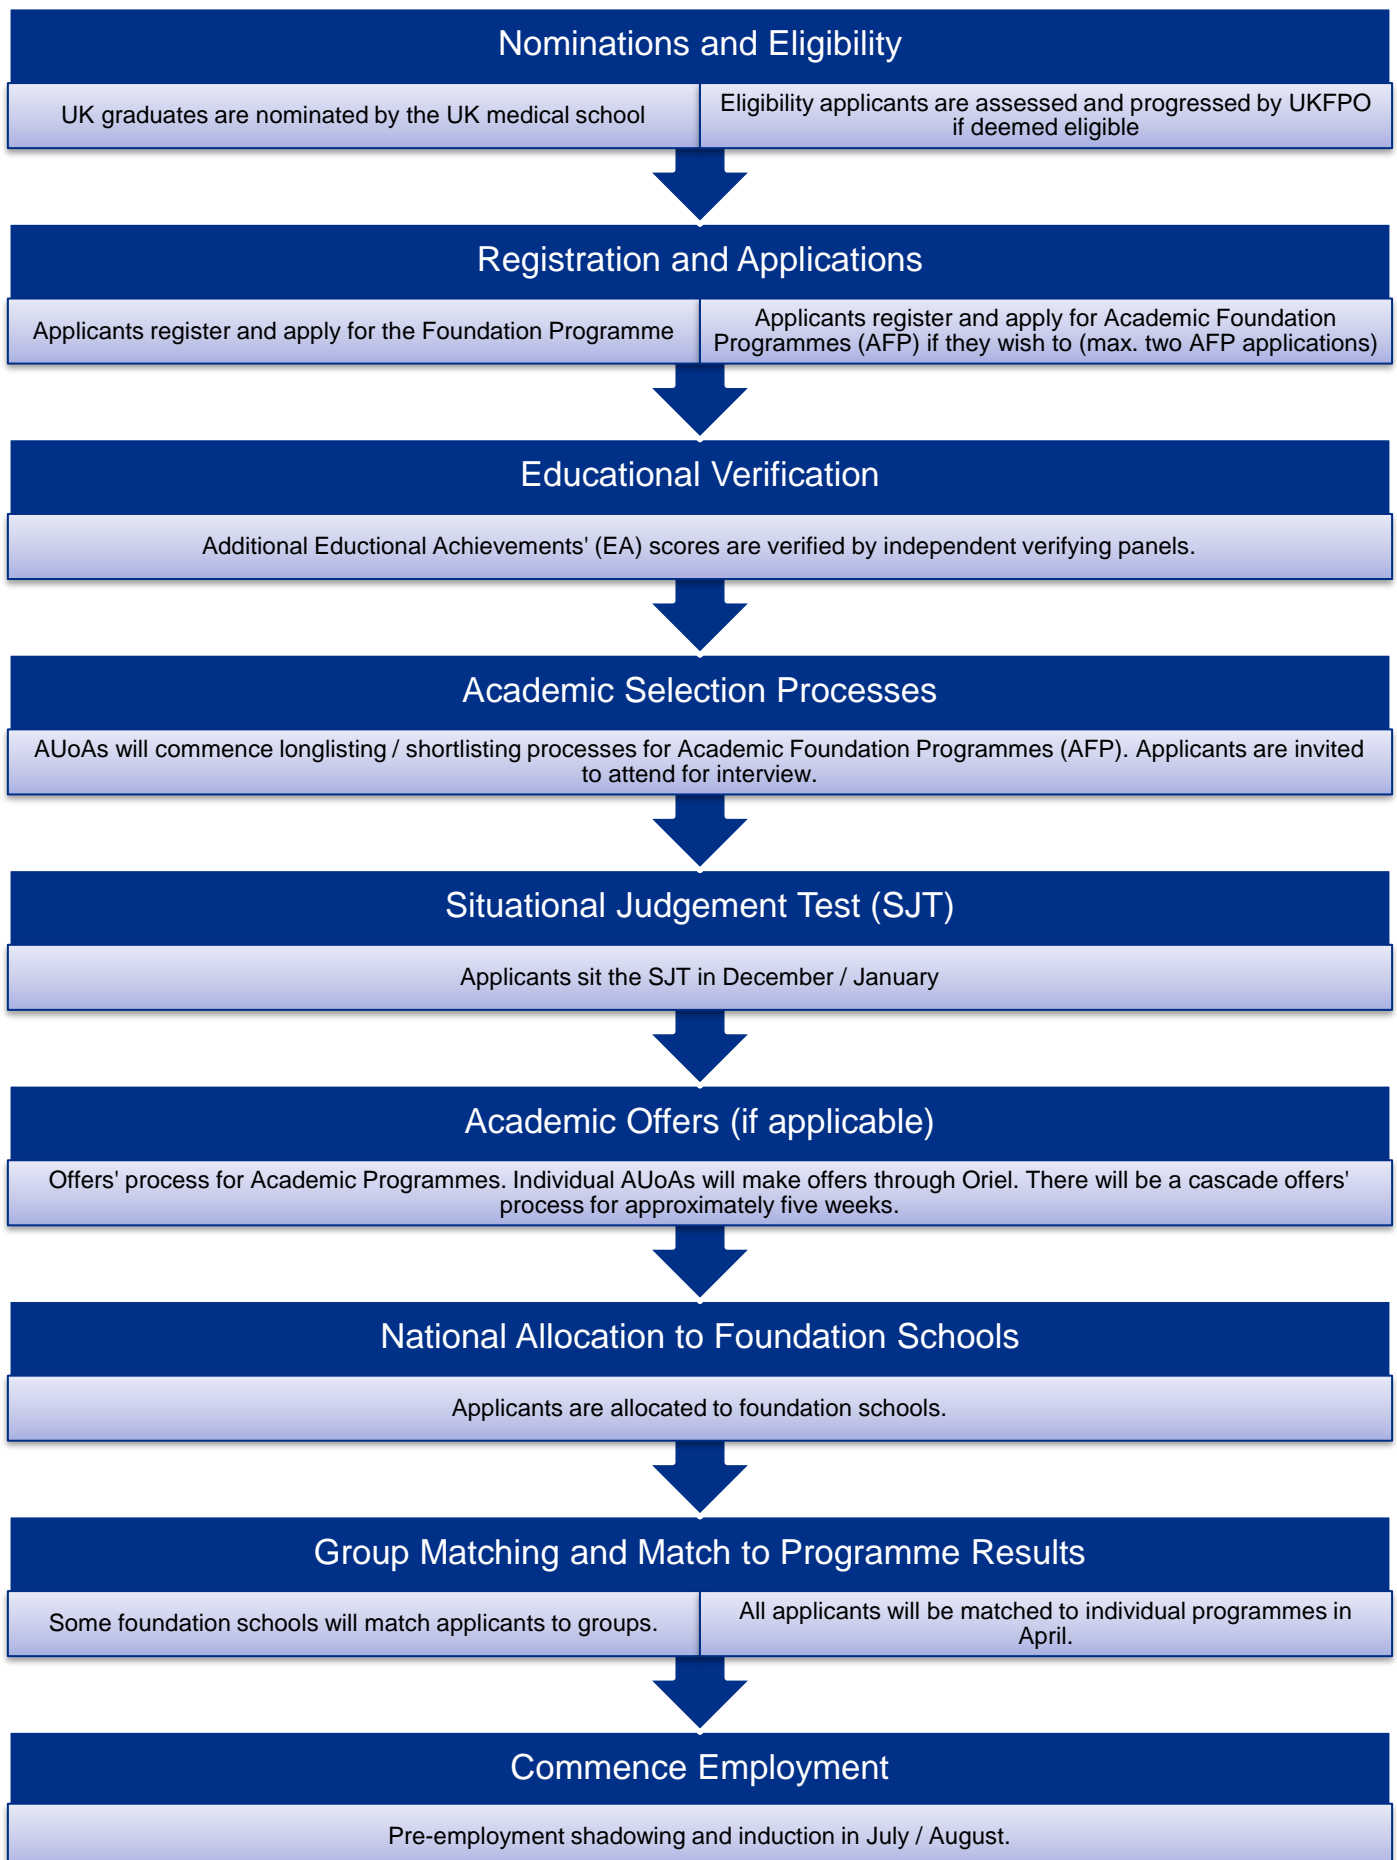 Nominations and Eligibility
UK graduates are nominated by the UK medical school
Eligibility applicants are assessed and progressed by UKFPO
if deemed eligible
Registration and Applications
Applicants register and apply for the Foundation Programme
Applicants register and apply for Academic Foundation
Programmes (AFP) if they wish to (max. two AFP applications)
Educational Verification
Additional Eductional Achievements' (EA) scores are verified by independent verifying panels.
Academic Selection Processes
AUoAs will commence longlisting / shortlisting processes for Academic Foundation Programmes (AFP). Applicants are invited
to attend for interview.
Situational Judgement Test (SJT)
Applicants sit the SJT in December / January
Academic Offers (if applicable)
Offers' process for Academic Programmes. Individual AUoAs will make offers through Oriel. There will be a cascade offers'
process for approximately five weeks.
National Allocation to Foundation Schools
Applicants are allocated to foundation schools.
Group Matching and Match to Programme Results
Some foundation schools will match applicants to groups.
All applicants will be matched to individual programmes in
April.
Commence Employment
Pre-employment shadowing and induction in July / August.